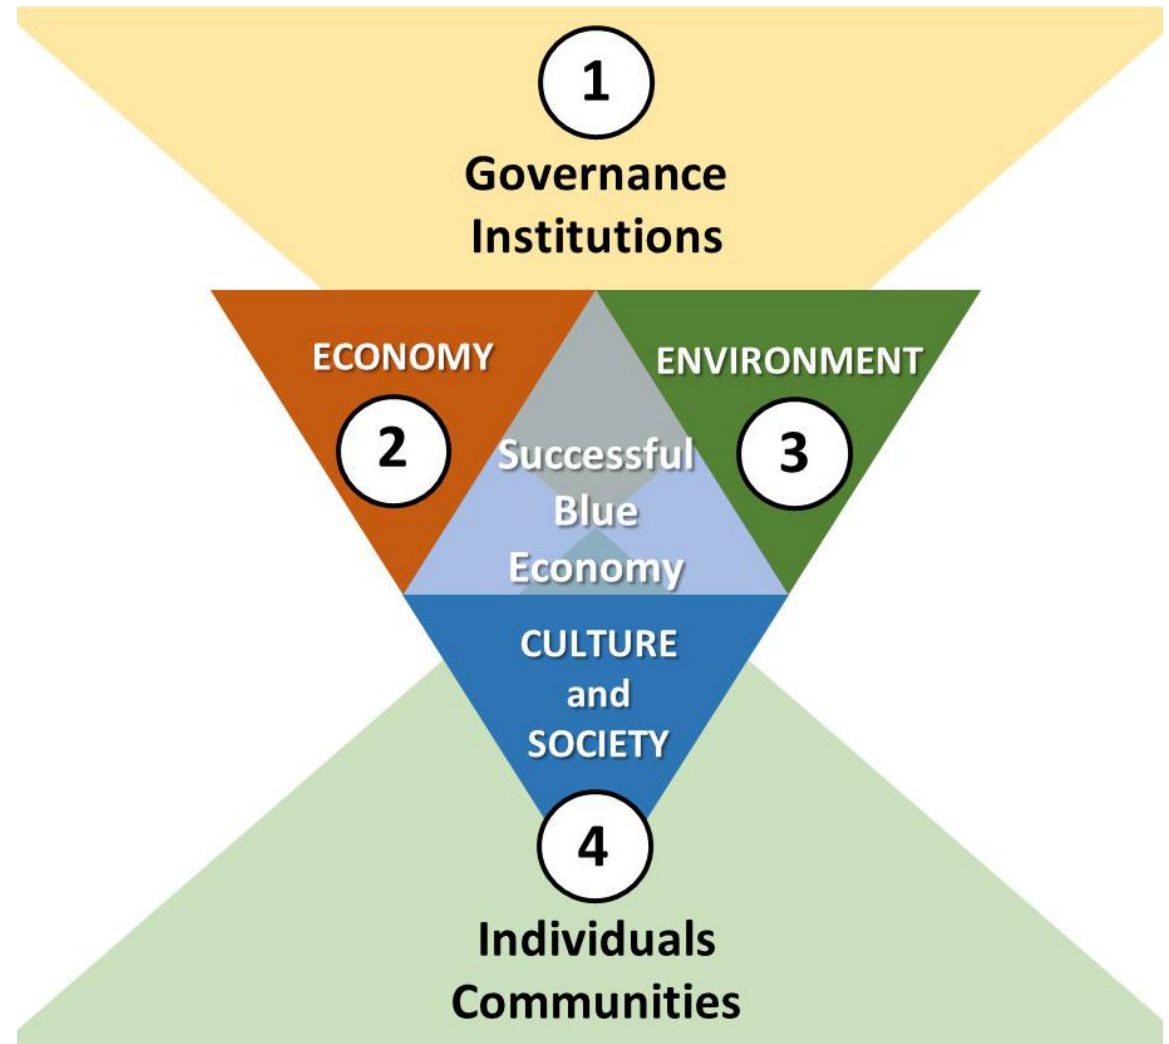 1
Governance
Institutions
ECONOMY
2
ENVIRONMENT
3
Successful
Blue
Economy
CULTURE
and
SOCIETY
4
Individuals
Communities